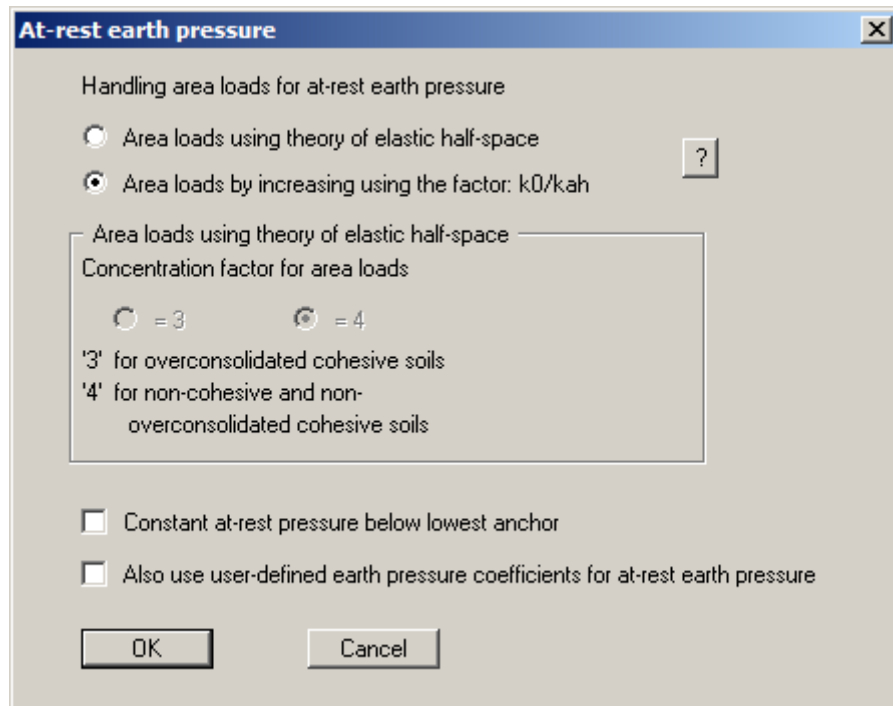 At-rest earth pressure
Handling area loads for at-rest earth pressure
Area loads using theory of elastic half-space
?
Area loads by increasing using the factor: k0/kah
Area loads using theory of elastic half-space
Concentration factor for area loads
= 3 = 4
'3' for overconsolidated cohesive soils
'4' for non-cohesive and non-
overconsolidated cohesive soils
Constant at-rest pressure below lowest anchor
Also use user-defined earth pressure coefficients for at-rest earth pressure
OK Cancel